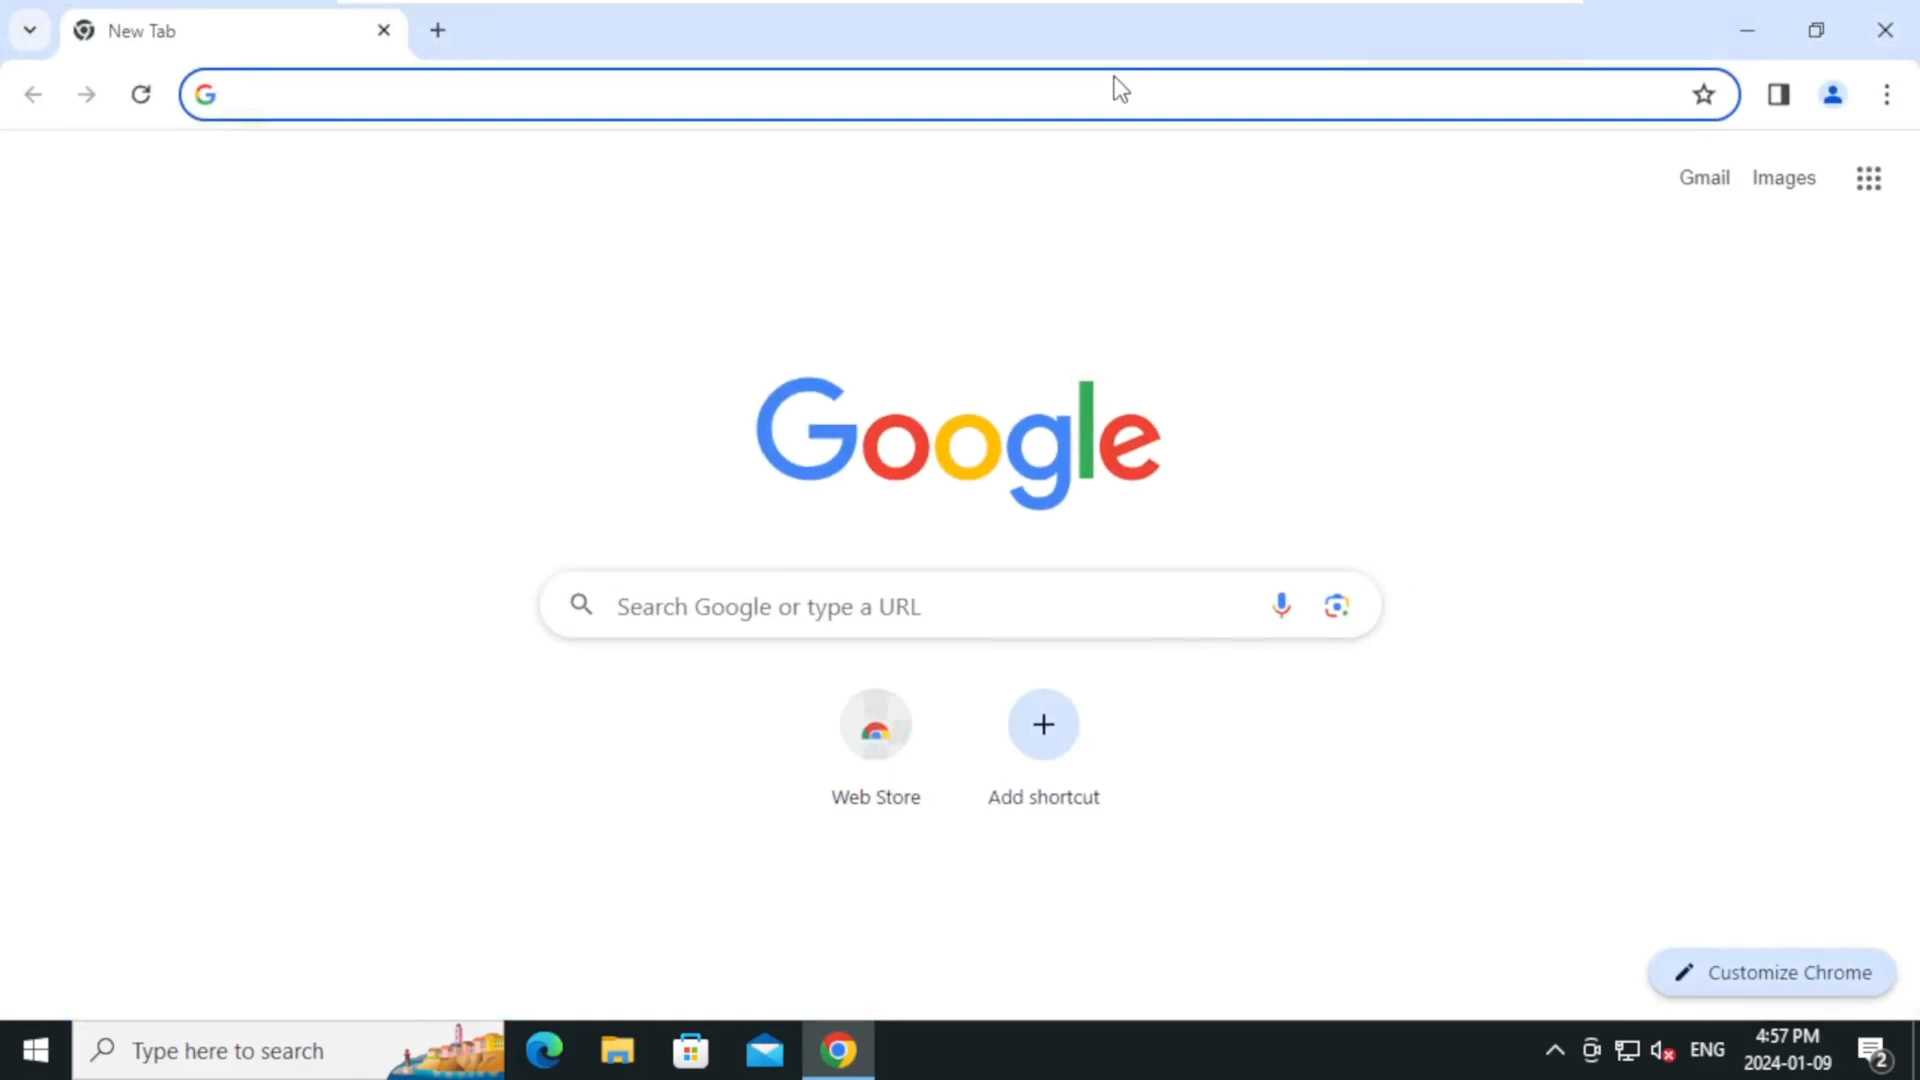 New Tab
Gmail Images
Google
Search Google or type a URL
Web Store Add shortcut
Customize Chrome
Type here to search
ENG
4:57 PM
2024-01-09
2